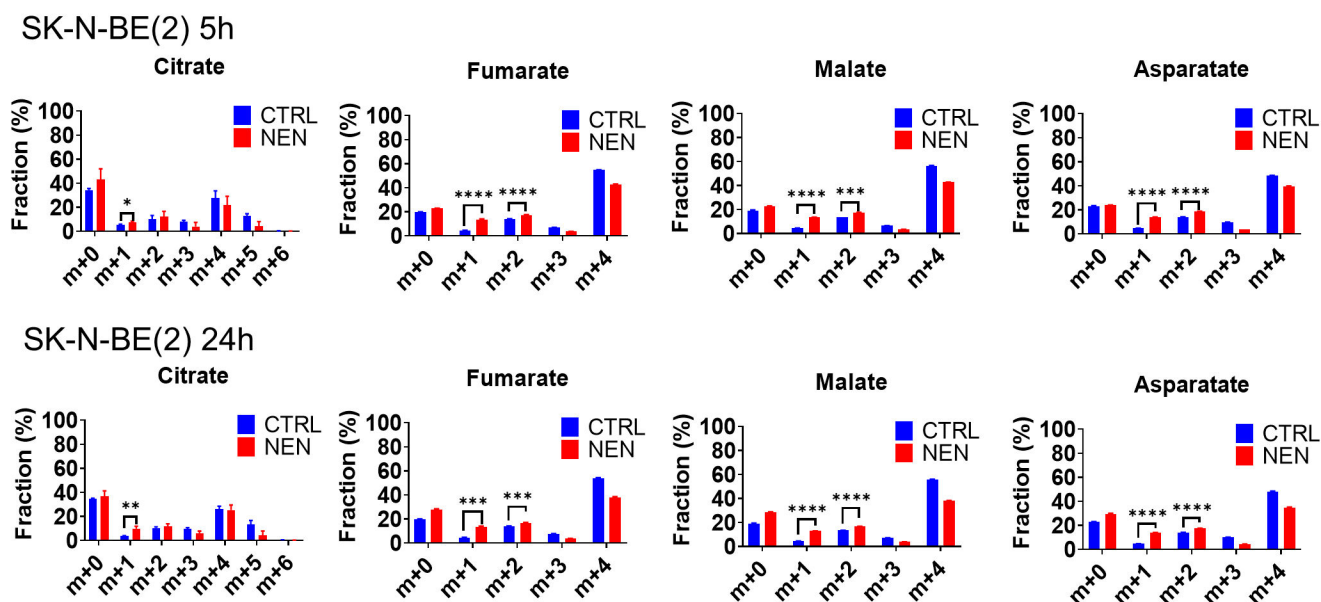 SK-N-BE(2) 5h
Citrate
Fraction (%)
100
80
60
40
20
0
CTRL
NEN
*
m+0
m+1
m+2
m+3
m+4
m+5
m+6
Fumarate
Fraction (%)
100
80
60
40
20
0
CTRL
NEN
**** ****
m+0
m+1
m+2
m+3
m+4
Malate
Fraction (%)
100
80
60
40
20
0
CTRL
NEN
**** ***
m+0
m+1
m+2
m+3
m+4
Asparatate
Fraction (%)
100
80
60
40
20
0
CTRL
NEN
**** ****
m+0
m+1
m+2
m+3
m+4
SK-N-BE(2) 24h
Citrate
Fraction (%)
100
80
60
40
20
0
CTRL
NEN
**
m+0
m+1
m+2
m+3
m+4
m+5
m+6
Fumarate
Fraction (%)
100
80
60
40
20
0
CTRL
NEN
*** ***
m+0
m+1
m+2
m+3
m+4
Malate
Fraction (%)
100
80
60
40
20
0
CTRL
NEN
**** ****
m+0
m+1
m+2
m+3
m+4
Asparatate
Fraction (%)
100
80
60
40
20
0
CTRL
NEN
**** ****
m+0
m+1
m+2
m+3
m+4